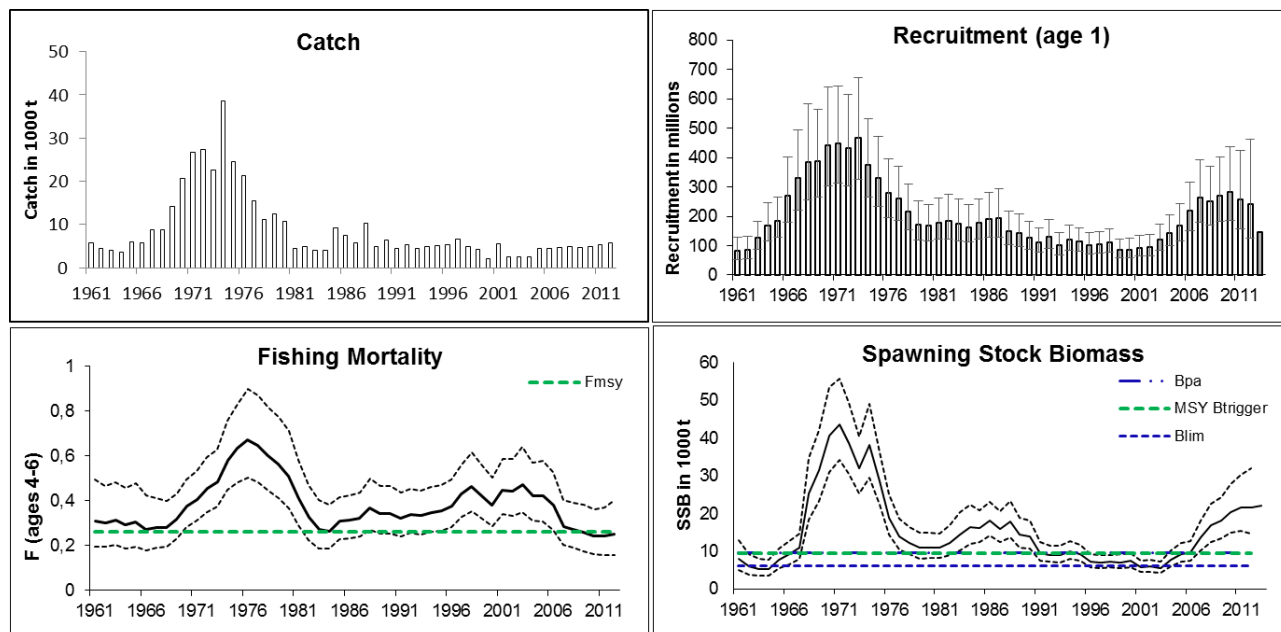 Catch
Catch in 1000 t
50
40
30
20
10
0
1961 1966 1971 1976 1981 1986 1991 1996 2001 2006 2011
Recruitment (age 1)
Recruitment in millions
800
700
600
500
400
300
200
100
0
1961 1966 1971 1976 1981 1986 1991 1996 2001 2006 2011
Fishing Mortality
F (ages 4-6)
1
0,8
0,6
0,4
0,2
0
Fmsy
1961 1966 1971 1976 1981 1986 1991 1996 2001 2006 2011
Spawning Stock Biomass
SSB in 1000 t
60
50
40
30
20
10
0
Bpa
MSY Btrigger
Blim
1961 1966 1971 1976 1981 1986 1991 1996 2001 2006 2011